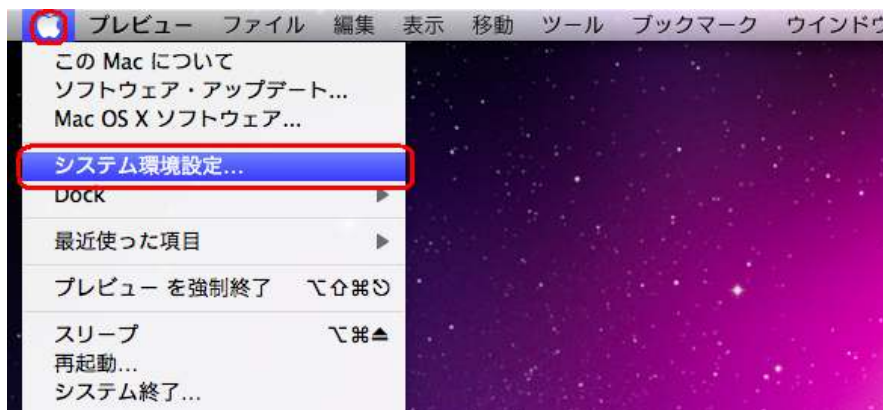 プレビュー ファイル 編集 表示 移動 ツール ブックマーク ウインドウ
この Mac について
ソフトウェア・アップデート...
Mac OS X ソフトウェア...
システム環境設定...
Dock
最近使った項目
プレビュー を強制終了 ⌥⇧⌘⎋
スリープ ⌥⌘⏏
再起動...
システム終了...